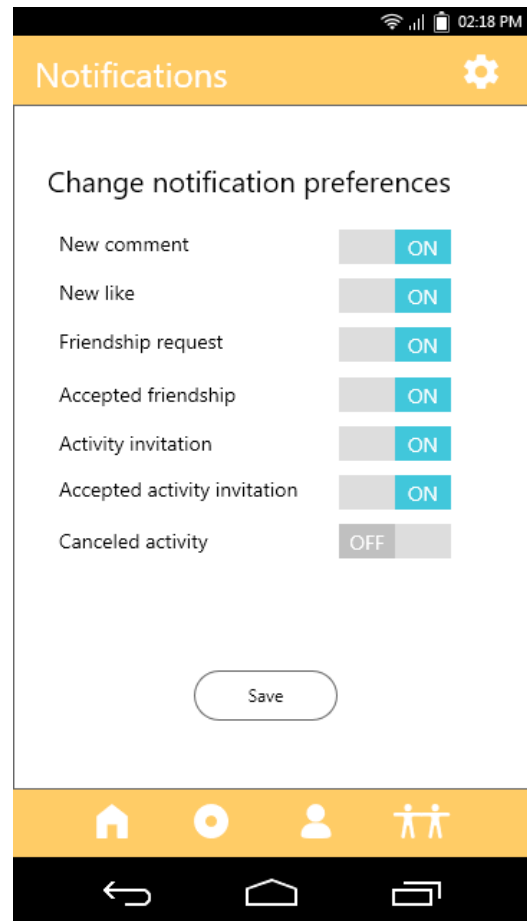 02:18 PM
Notifications
Change notification preferences
New comment ON
New like ON
Friendship request ON
Accepted friendship ON
Activity invitation ON
Accepted activity invitation ON
Canceled activity OFF
Save